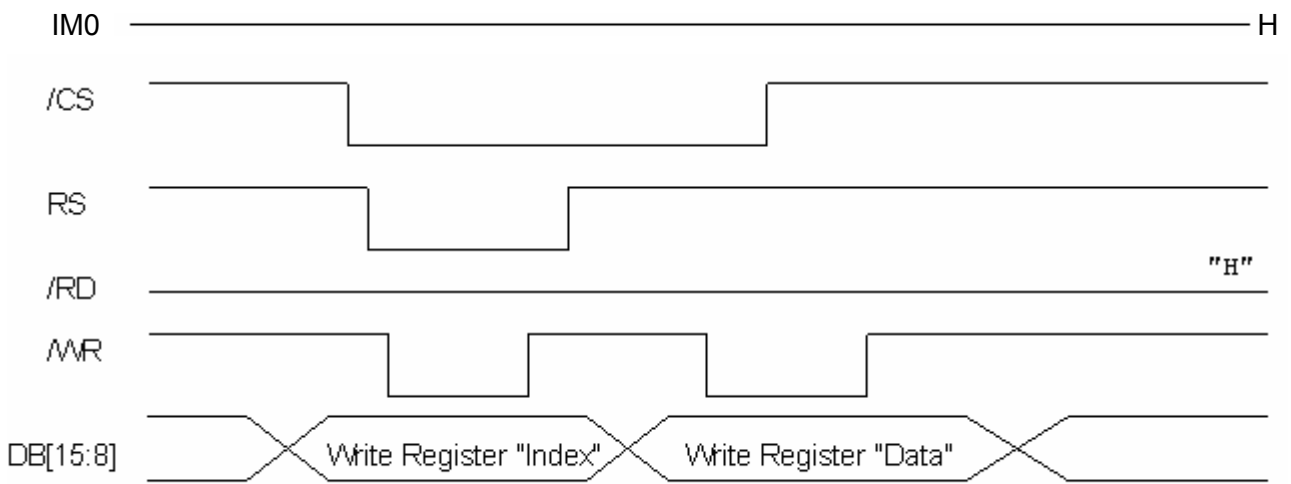 IM0 H
/CS
RS
"H"
/RD
/WR
DB[15:8] Write Register "Index" Write Register "Data"